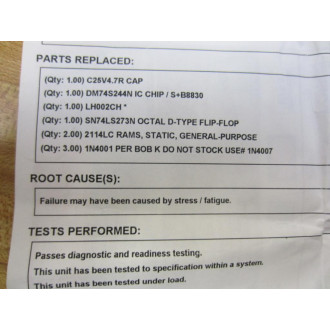 PARTS REPLACED:
(Qty: 1.00) C25V4.7R CAP
(Qty: 1.00) DM74S244N IC CHIP / S+B8830
(Qty: 1.00) LH002CH *
(Qty: 1.00) SN74LS273N OCTAL D-TYPE FLIP-FLOP
(Qty: 2.00) 2114LC RAMS, STATIC, GENERAL-PURPOSE
(Qty: 3.00) 1N4001 PER BOB K DO NOT STOCK USE# 1N4007
ROOT CAUSE(S):
Failure may have been caused by stress / fatigue.
TESTS PERFORMED:
Passes diagnostic and readiness testing.
This unit has been tested to specification within a system.
This unit has been tested under load.